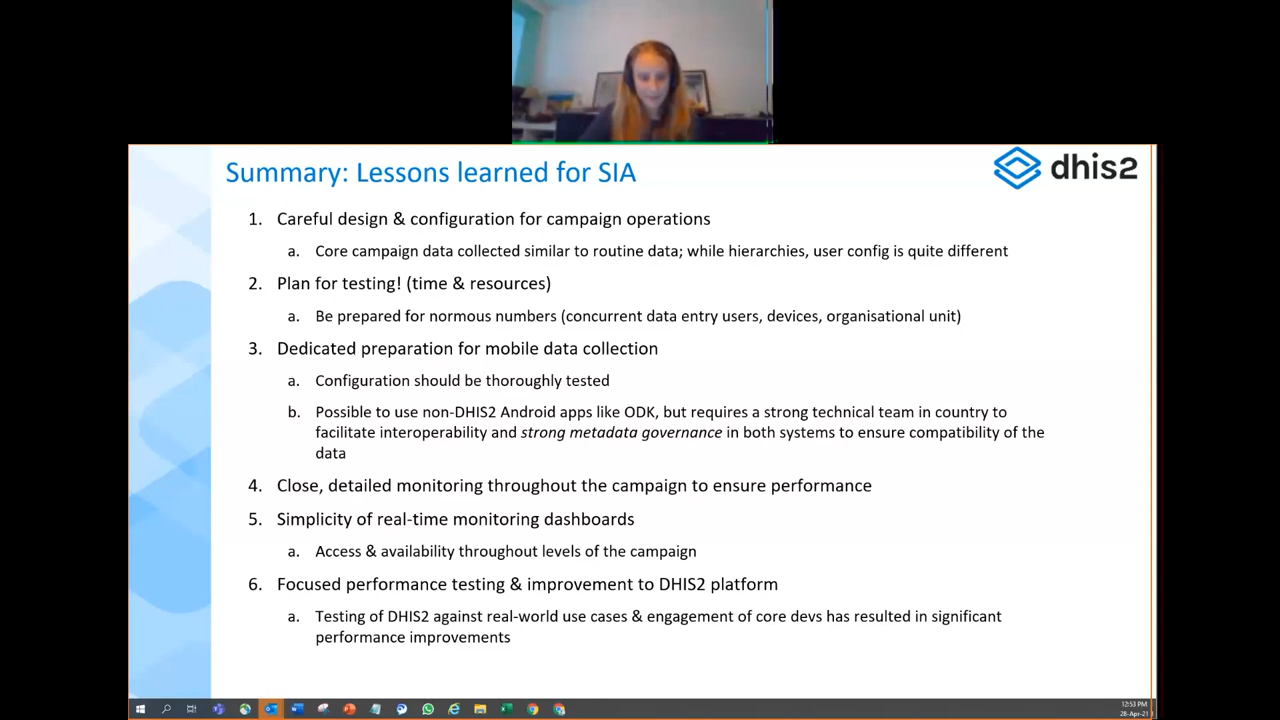 Summary: Lessons learned for SIA
dhis2
1. Careful design & configuration for campaign operations
a. Core campaign data collected similar to routine data; while hierarchies, user config is quite different
2. Plan for testing! (time & resources)
a. Be prepared for normous numbers (concurrent data entry users, devices, organisational unit)
3. Dedicated preparation for mobile data collection
a. Configuration should be thoroughly tested
b. Possible to use non-DHIS2 Android apps like ODK, but requires a strong technical team in country to
facilitate interoperability and strong metadata governance in both systems to ensure compatibility of the
data
4. Close, detailed monitoring throughout the campaign to ensure performance
5. Simplicity of real-time monitoring dashboards
a. Access & availability throughout levels of the campaign
6. Focused performance testing & improvement to DHIS2 platform
a. Testing of DHIS2 against real-world use cases & engagement of core devs has resulted in significant
performance improvements
12:53 PM
28-Apr-21